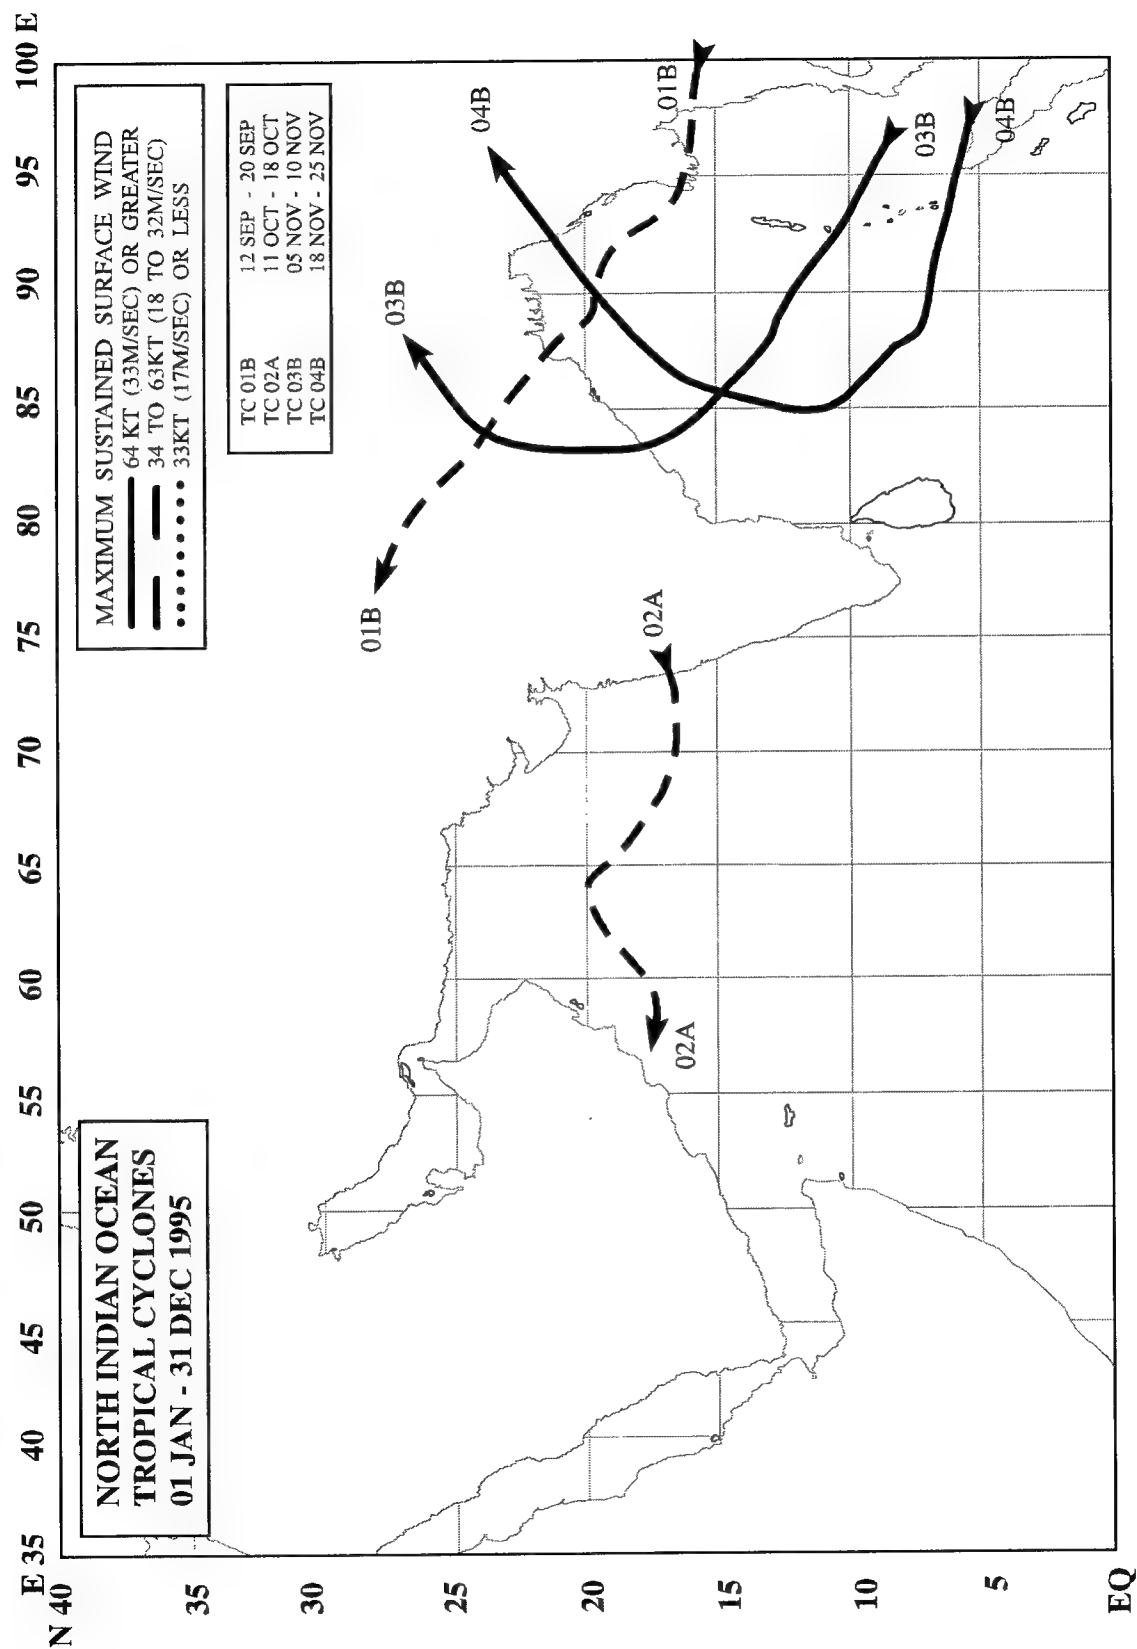 NORTH INDIAN OCEAN
TROPICAL CYCLONES
01 JAN - 31 DEC 1995
MAXIMUM SUSTAINED SURFACE WIND
64 KT (33M/SEC) OR GREATER
34 TO 63KT (18 TO 32M/SEC)
33KT (17M/SEC) OR LESS
TC 01B 12 SEP - 20 SEP
TC 02A 11 OCT - 18 OCT
TC 03B 05 NOV - 10 NOV
TC 04B 18 NOV - 25 NOV
E 35 40 45 50 55 60 65 70 75 80 85 90 95 100 E
N 40
35
30
25
20
15
10
5
EQ
01B
03B
04B
02A
02A
01B
03B
04B